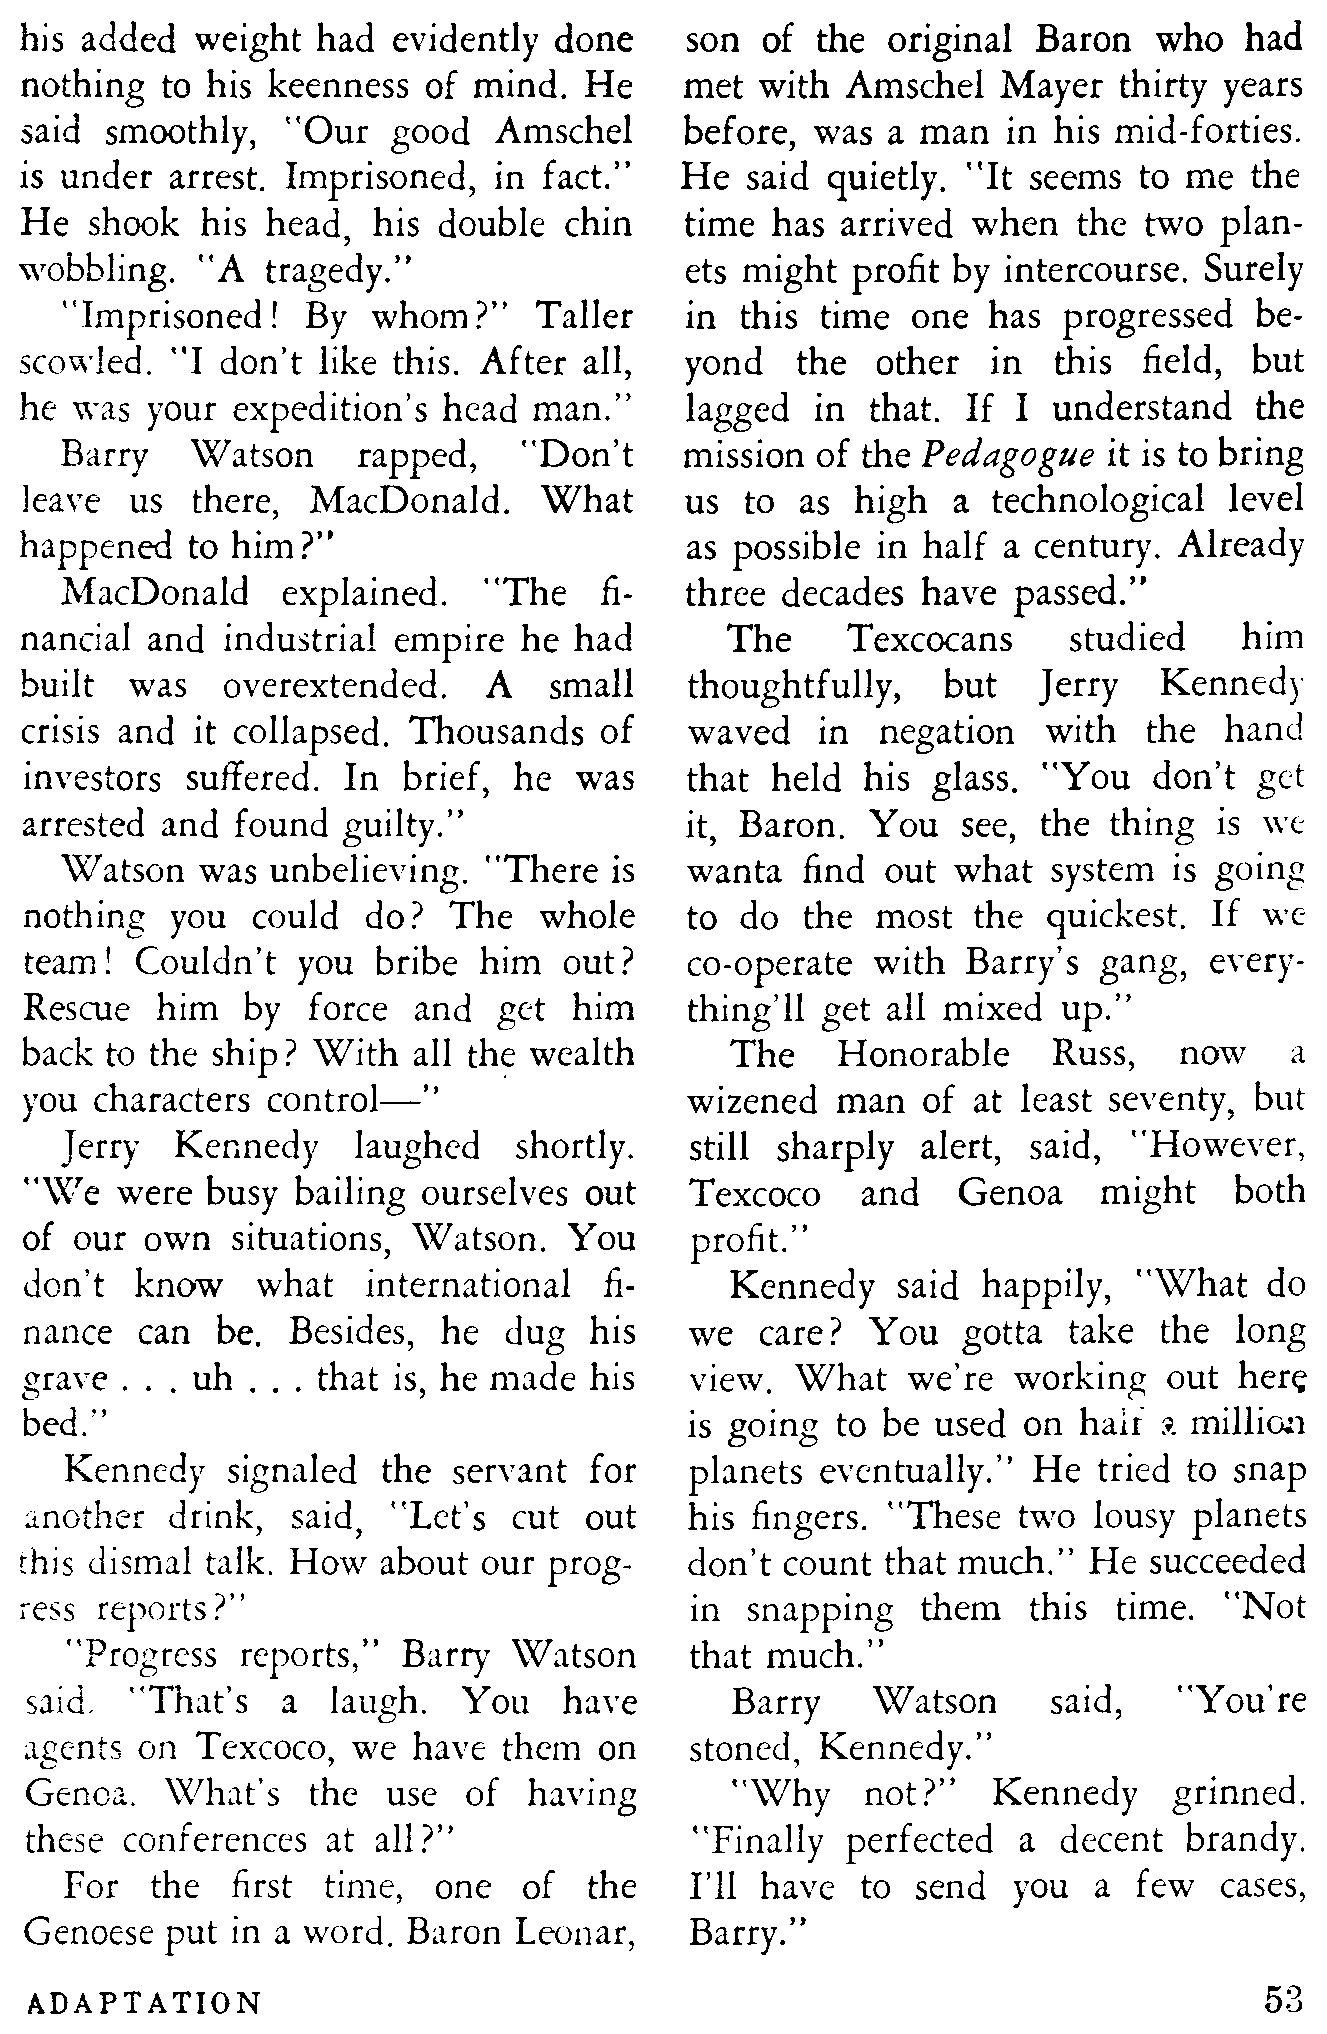 his added weight had evidently done
nothing to his keenness of mind. He
said smoothly, "Our good Amschel
is under arrest. Imprisoned, in fact."
He shook his head, his double chin
wobbling. "A tragedy."
"Imprisoned! By whom?" Taller
scowled. "I don't like this. After all,
he was your expedition's head man."
Barry Watson rapped, "Don't
leave us there, MacDonald. What
happened to him?"
MacDonald explained. "The fi-
nancial and industrial empire he had
built was overextended. A small
crisis and it collapsed. Thousands of
investors suffered. In brief, he was
arrested and found guilty."
Watson was unbelieving. "There is
nothing you could do? The whole
team! Couldn't you bribe him out?
Rescue him by force and get him
back to the ship? With all the wealth
you characters control—"
Jerry Kennedy laughed shortly.
"We were busy bailing ourselves out
of our own situations, Watson. You
don't know what international fi-
nance can be. Besides, he dug his
grave . . . uh . . . that is, he made his
bed."
Kennedy signaled the servant for
another drink, said, "Let's cut out
this dismal talk. How about our prog-
ress reports?"
"Progress reports," Barry Watson
said. "That's a laugh. You have
agents on Texcoco, we have them on
Genoa. What's the use of having
these conferences at all?"
For the first time, one of the
Genoese put in a word. Baron Leonar,
son of the original Baron who had
met with Amschel Mayer thirty years
before, was a man in his mid-forties.
He said quietly. "It seems to me the
time has arrived when the two plan-
ets might profit by intercourse. Surely
in this time one has progressed be-
yond the other in this field, but
lagged in that. If I understand the
mission of the Pedagogue it is to bring
us to as high a technological level
as possible in half a century. Already
three decades have passed."
The Texcocans studied him
thoughtfully, but Jerry Kennedy
waved in negation with the hand
that held his glass. "You don't get
it, Baron. You see, the thing is we
wanta find out what system is going
to do the most the quickest. If we
co-operate with Barry's gang, every-
thing'll get all mixed up."
The Honorable Russ, now a
wizened man of at least seventy, but
still sharply alert, said, "However,
Texcoco and Genoa might both
profit."
Kennedy said happily, "What do
we care? You gotta take the long
view. What we're working out here
is going to be used on half a million
planets eventually." He tried to snap
his fingers. "These two lousy planets
don't count that much." He succeeded
in snapping them this time. "Not
that much."
Barry Watson said, "You're
stoned, Kennedy."
"Why not?" Kennedy grinned.
"Finally perfected a decent brandy.
I'll have to send you a few cases,
Barry."
ADAPTATION
53